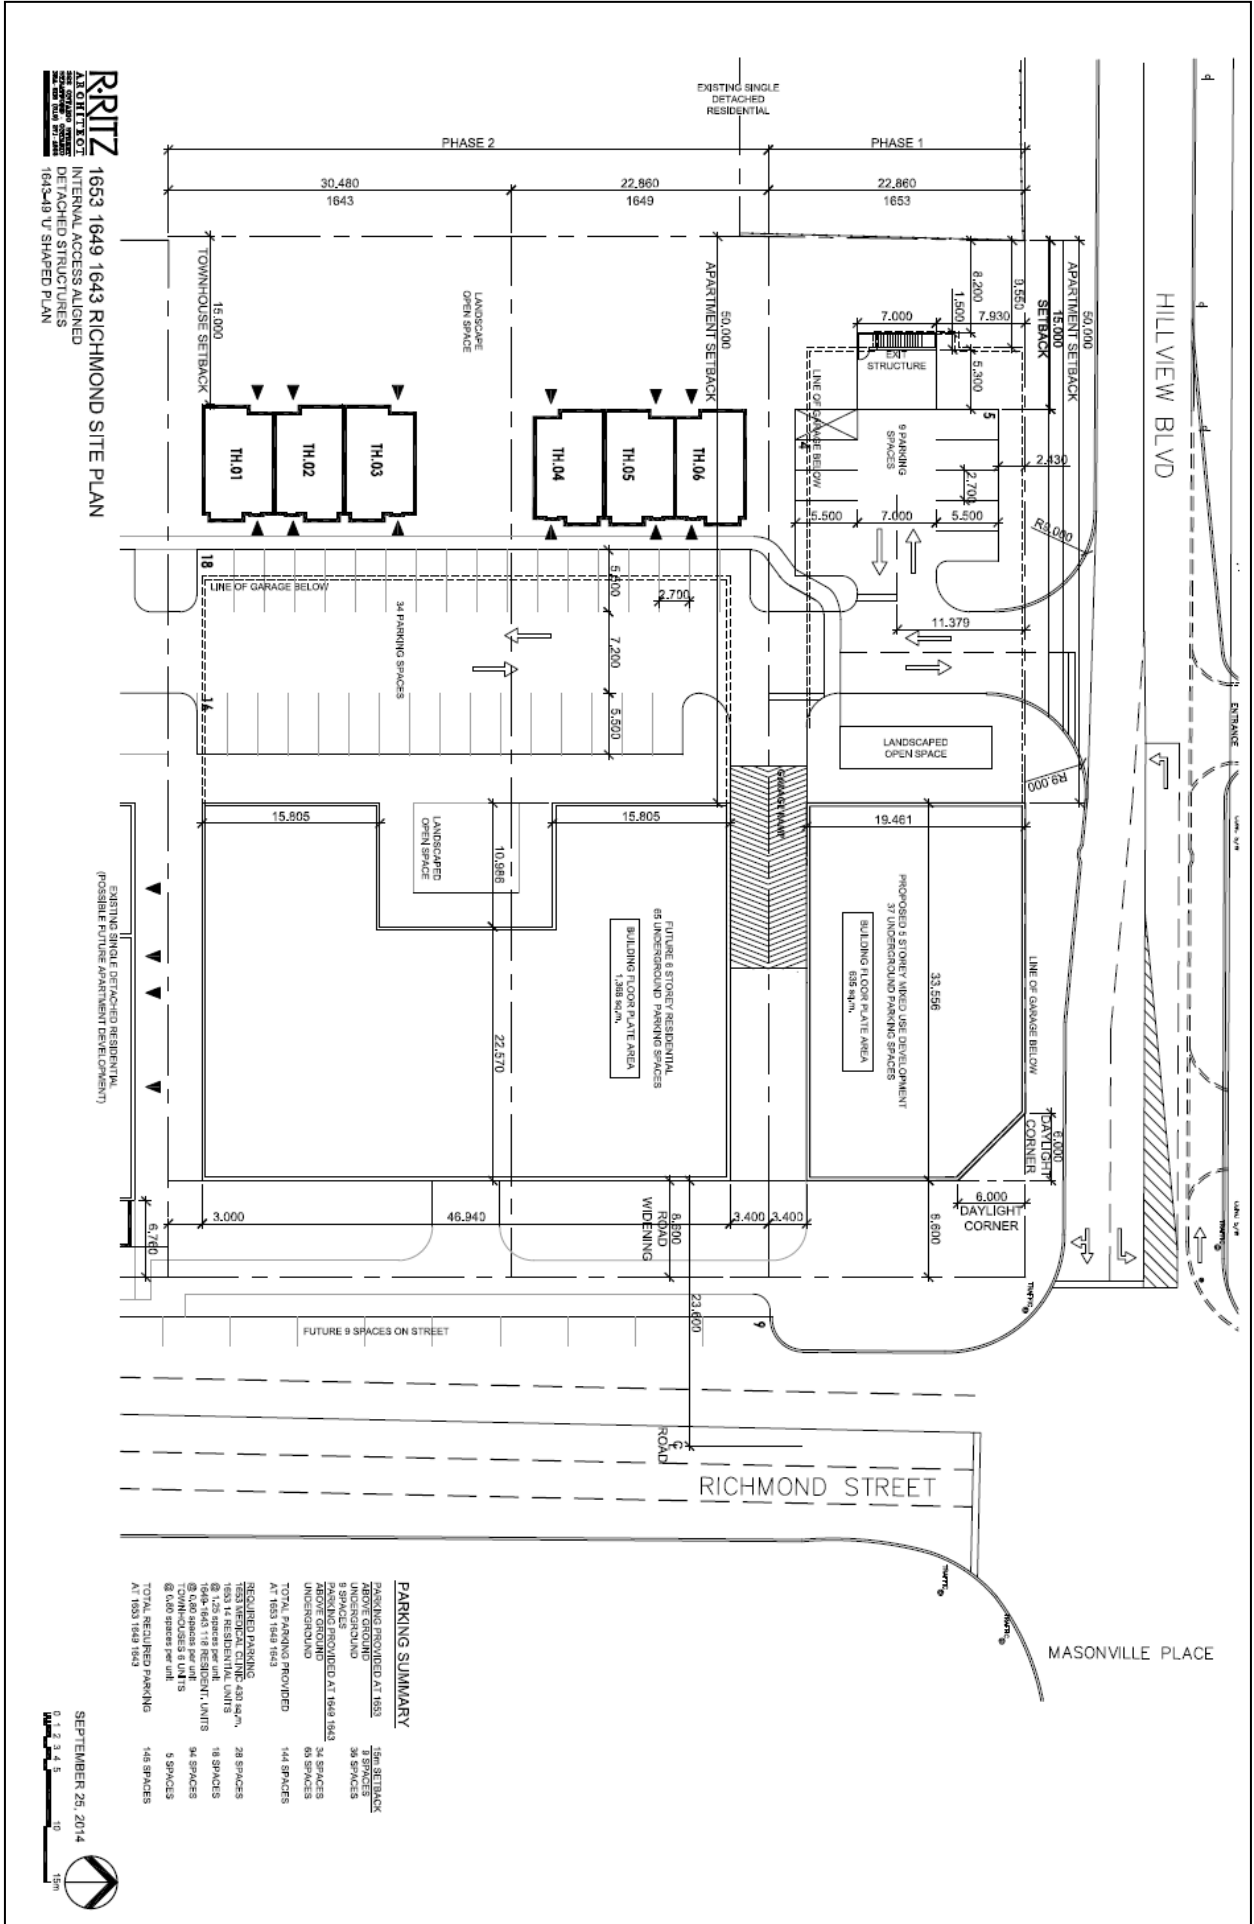 R·RITZ
ARCHITECT
1653 1649 1643 RICHMOND SITE PLAN
INTERNAL ACCESS ALIGNED
DETACHED STRUCTURES
1643-49 'U' SHAPED PLAN
EXISTING SINGLE
DETACHED
RESIDENTIAL
PHASE 2
PHASE 1
30.480
22.860
22.860
1643
1649
1653
HILLVIEW BLVD
TOWNHOUSE SETBACK
15.000
LANDSCAPE
OPEN SPACE
APARTMENT SETBACK
50.000
8.200
9.550
1.500
7.000
7.930
EXIT
STRUCTURE
5.300
SETBACK
15.000
APARTMENT SETBACK
50.000
LINE OF GARAGE BELOW
9 PARKING
SPACES
5
4
2.430
2.700
5.500
7.000
5.500
R9.000
TH.01
TH.02
TH.03
TH.04
TH.05
TH.06
18
LINE OF GARAGE BELOW
34 PARKING SPACES
2.700
7.200
5.500
11.379
LANDSCAPED
OPEN SPACE
R9.000
ENTRANCE
GARAGE RAMP
15.805
15.805
19.461
LANDSCAPED
OPEN SPACE
10.986
FUTURE 6 STOREY RESIDENTIAL
65 UNDERGROUND PARKING SPACES
BUILDING FLOOR PLATE AREA
1,368 sq.m.
PROPOSED 5 STOREY MIXED USE DEVELOPMENT
37 UNDERGROUND PARKING SPACES
BUILDING FLOOR PLATE AREA
635 sq.m.
33.556
LINE OF GARAGE BELOW
22.570
EXISTING SINGLE DETACHED RESIDENTIAL
(POSSIBLE FUTURE APARTMENT DEVELOPMENT)
6.000
DAYLIGHT
CORNER
6.000
DAYLIGHT
CORNER
3.000
46.940
ROAD
WIDENING
3.400
3.400
6.760
23.600
FUTURE 9 SPACES ON STREET
9
TRAFFIC
TRAFFIC
ROAD
RICHMOND STREET
TRAFFIC
TRAFFIC
MASONVILLE PLACE
PARKING SUMMARY
15m SETBACK
PARKING PROVIDED AT 1653
ABOVE GROUND 9 SPACES
UNDERGROUND 36 SPACES
9 SPACES
PARKING PROVIDED AT 1649 1643
ABOVE GROUND 34 SPACES
UNDERGROUND 65 SPACES
TOTAL PARKING PROVIDED
AT 1653 1649 1643 144 SPACES
REQUIRED PARKING
1653 MEDICAL CLINIC 430 sq.m. 28 SPACES
1653 14 RESIDENTIAL UNITS
@ 1.25 spaces per unit 18 SPACES
1649-1643 118 RESIDENT. UNITS
@ 0.80 spaces per unit 94 SPACES
TOWNHOUSES 6 UNITS
@ 0.80 spaces per unit 5 SPACES
TOTAL REQUIRED PARKING
AT 1653 1649 1643 145 SPACES
SEPTEMBER 25, 2014
0 1 2 3 4 5 10 15m